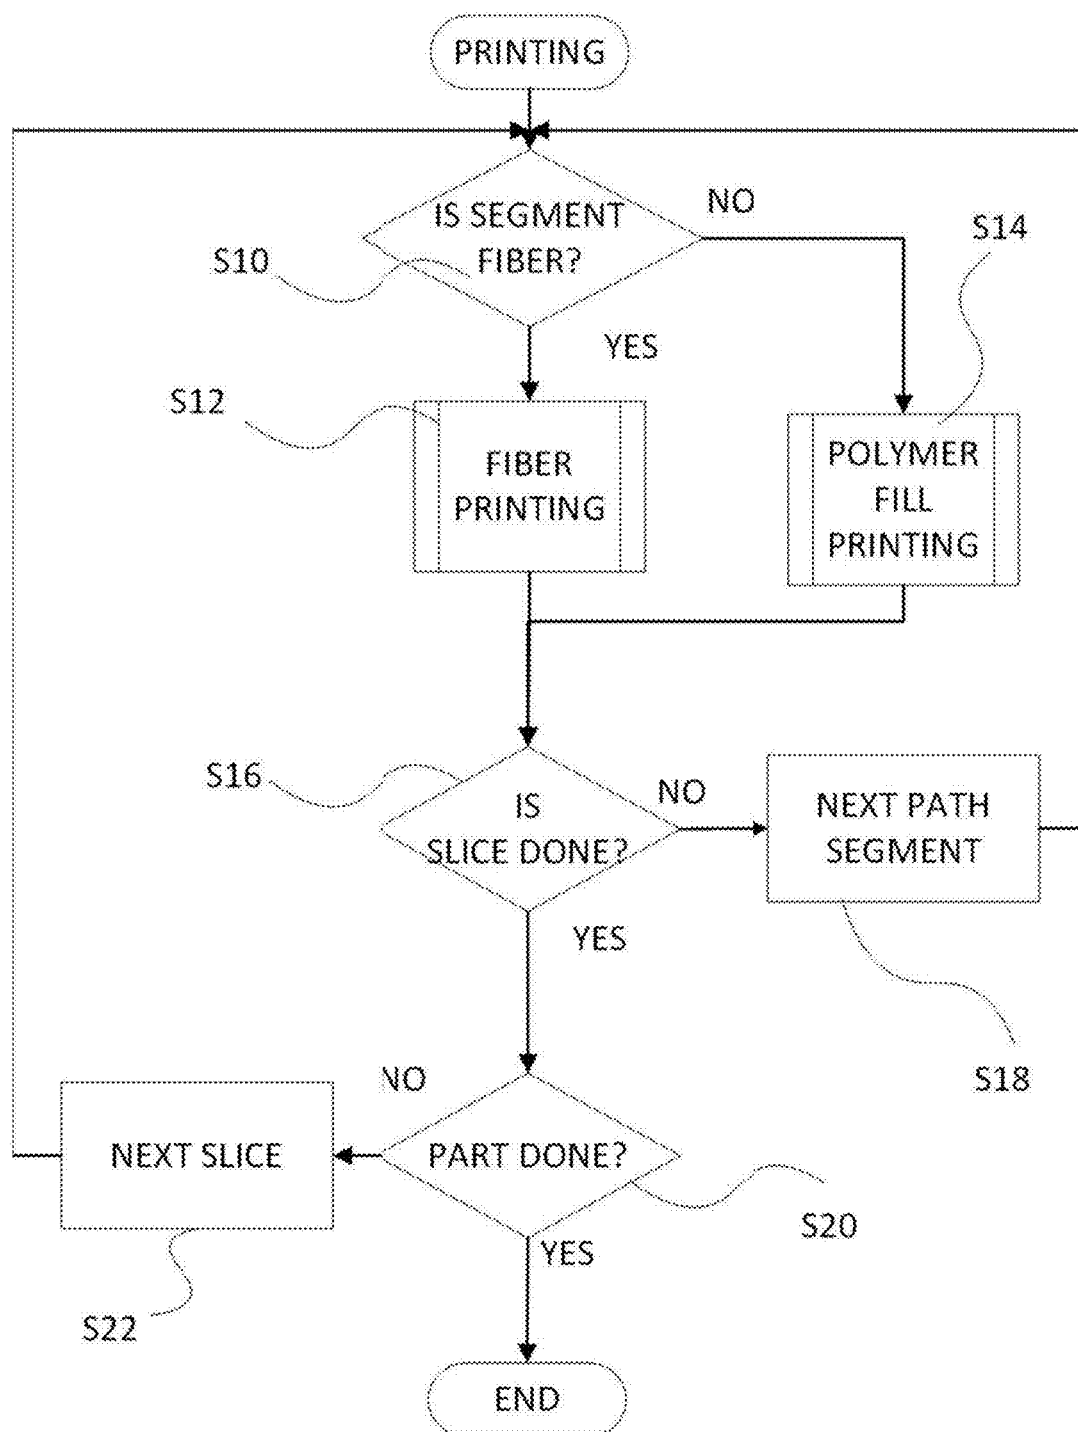 PRINTING
IS SEGMENT
FIBER?
NO
S10
S14
YES
S12
FIBER
PRINTING
POLYMER
FILL
PRINTING
S16
IS
SLICE DONE?
NO
NEXT PATH
SEGMENT
YES
S18
NO
NEXT SLICE
PART DONE?
S20
YES
S22
END